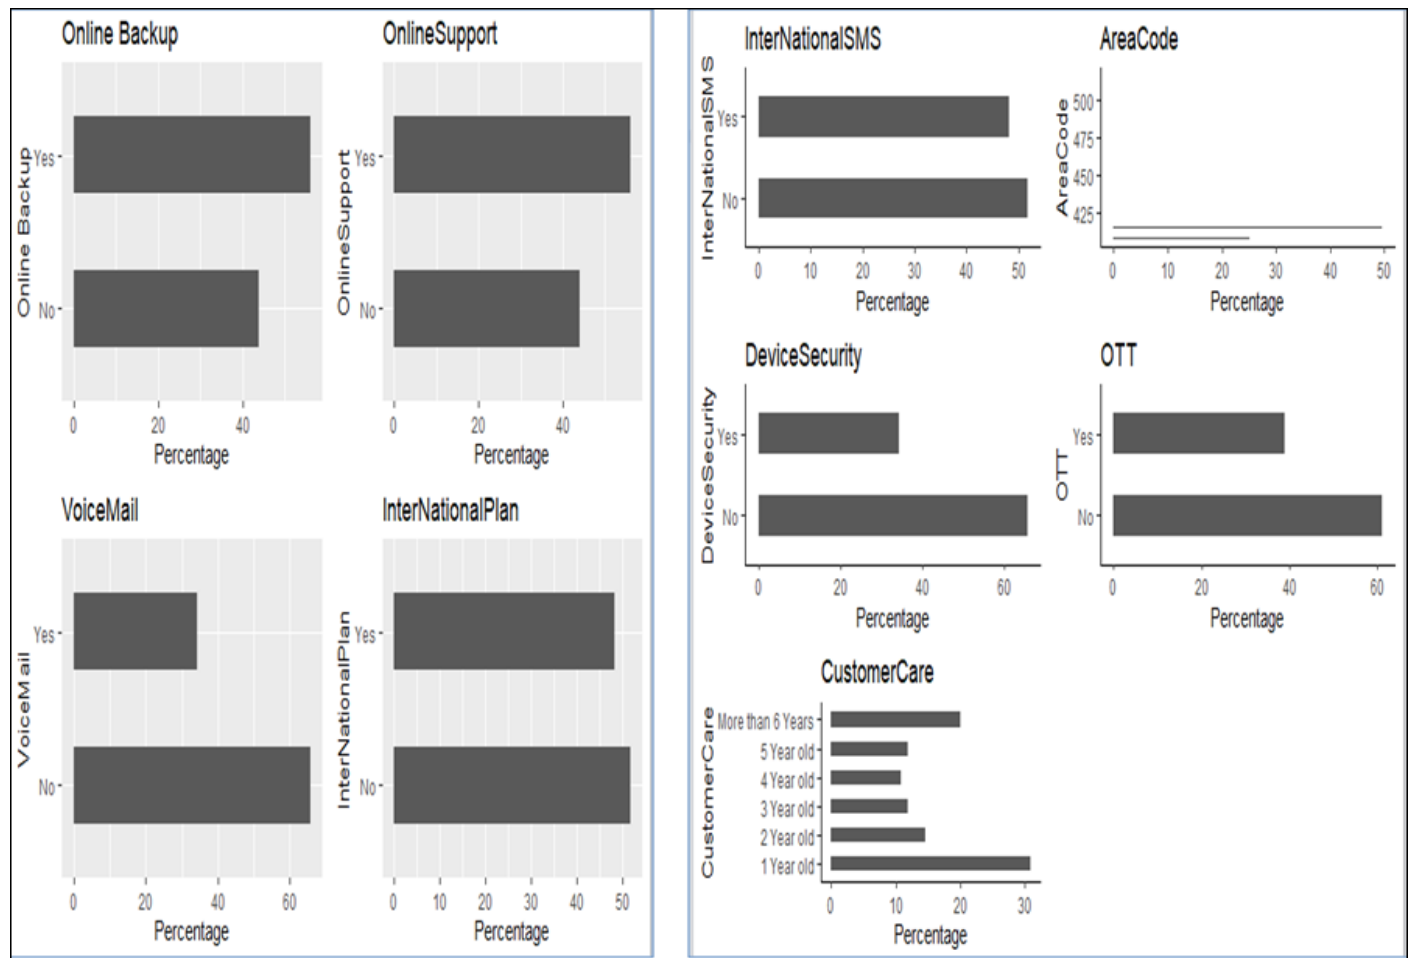 Online Backup
Online Backup
Yes
No
0 20 40
Percentage
OnlineSupport
OnlineSupport
Yes
No
0 20 40
Percentage
VoiceMail
VoiceMail
Yes
No
0 20 40 60
Percentage
InterNationalPlan
InterNationalPlan
Yes
No
0 10 20 30 40 50
Percentage
InterNationalSMS
InterNationalSMS
Yes
No
0 10 20 30 40 50
Percentage
AreaCode
AreaCode
500
475
450
425
0 10 20 30 40 50
Percentage
DeviceSecurity
DeviceSecurity
Yes
No
0 20 40 60
Percentage
OTT
OTT
Yes
No
0 20 40 60
Percentage
CustomerCare
CustomerCare
More than 6 Years
5 Year old
4 Year old
3 Year old
2 Year old
1 Year old
0 10 20 30
Percentage